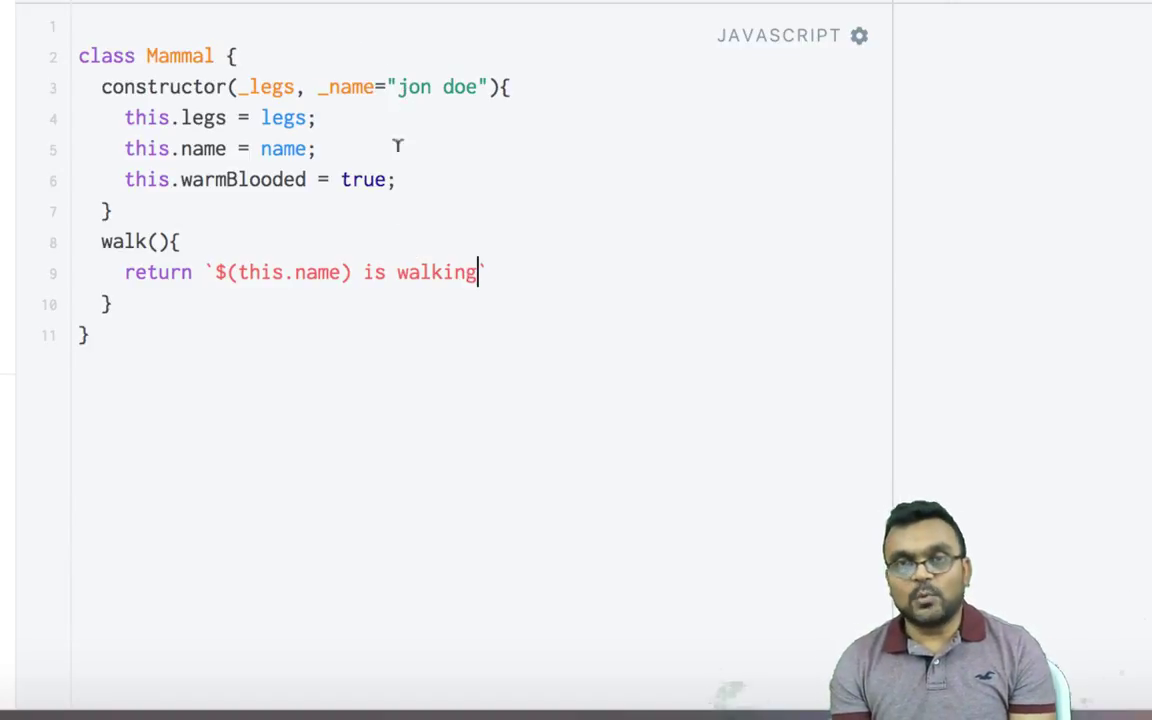 JAVASCRIPT
1
2 class Mammal {
3 constructor(_legs, _name="jon doe"){
4 this.legs = legs;
5 this.name = name;
6 this.warmBlooded = true;
7 }
8 walk(){
9 return `$(this.name) is walking`
10 }
11 }